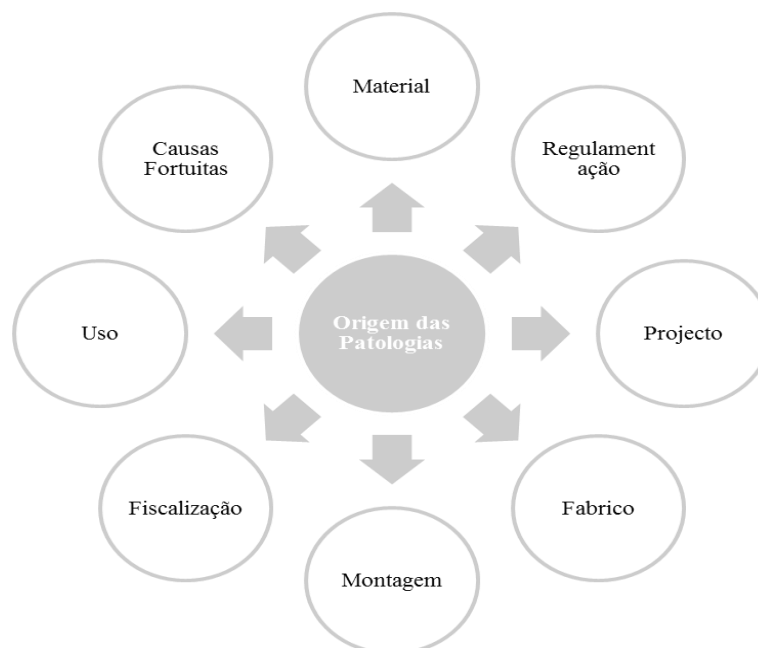 Material
Causas
Fortuitas
Regulament
ação
Uso
Origem das
Patologias
Projecto
Fiscalização
Fabrico
Montagem